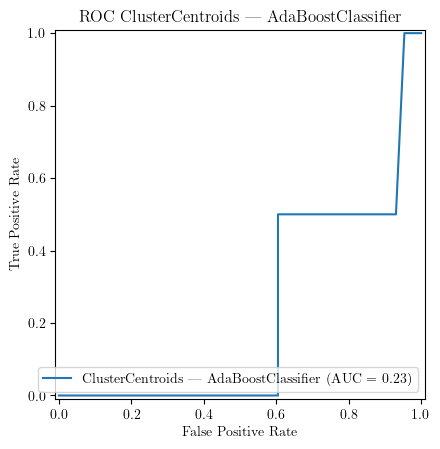 ROC ClusterCentroids — AdaBoostClassifier
1.0
0.8
0.6
0.4
0.2
0.0
True Positive Rate
ClusterCentroids — AdaBoostClassifier (AUC = 0.23)
0.0 0.2 0.4 0.6 0.8 1.0
False Positive Rate